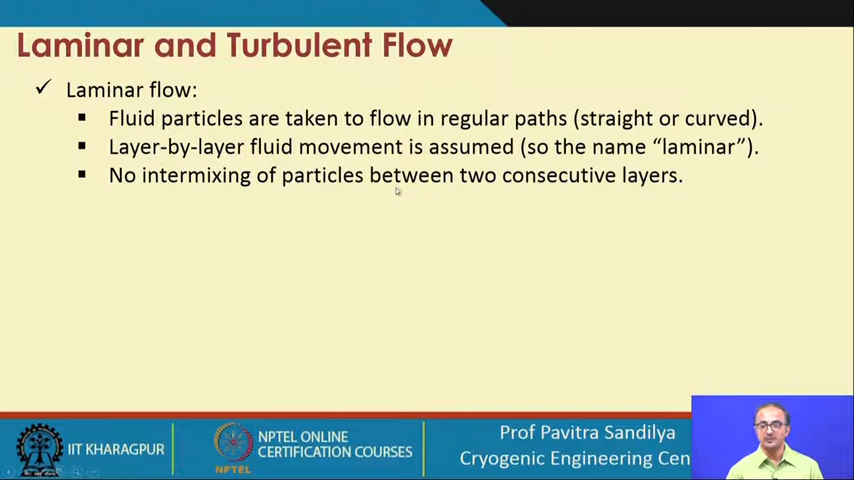 Laminar and Turbulent Flow
✓ Laminar flow:
▪ Fluid particles are taken to flow in regular paths (straight or curved).
▪ Layer-by-layer fluid movement is assumed (so the name “laminar”).
▪ No intermixing of particles between two consecutive layers.
IIT KHARAGPUR
NPTEL
NPTEL ONLINE
CERTIFICATION COURSES
Prof Pavitra Sandilya
Cryogenic Engineering Cen